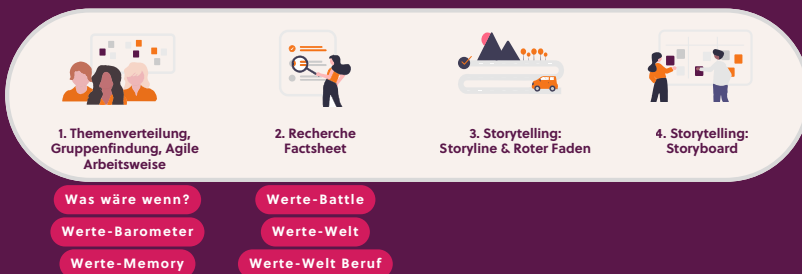 1. Themenverteilung,
Gruppenfindung, Agile
Arbeitsweise
2. Recherche
Factsheet
3. Storytelling:
Storyline & Roter Faden
4. Storytelling:
Storyboard
Was wäre wenn?
Werte-Barometer
Werte-Memory
Werte-Battle
Werte-Welt
Werte-Welt Beruf